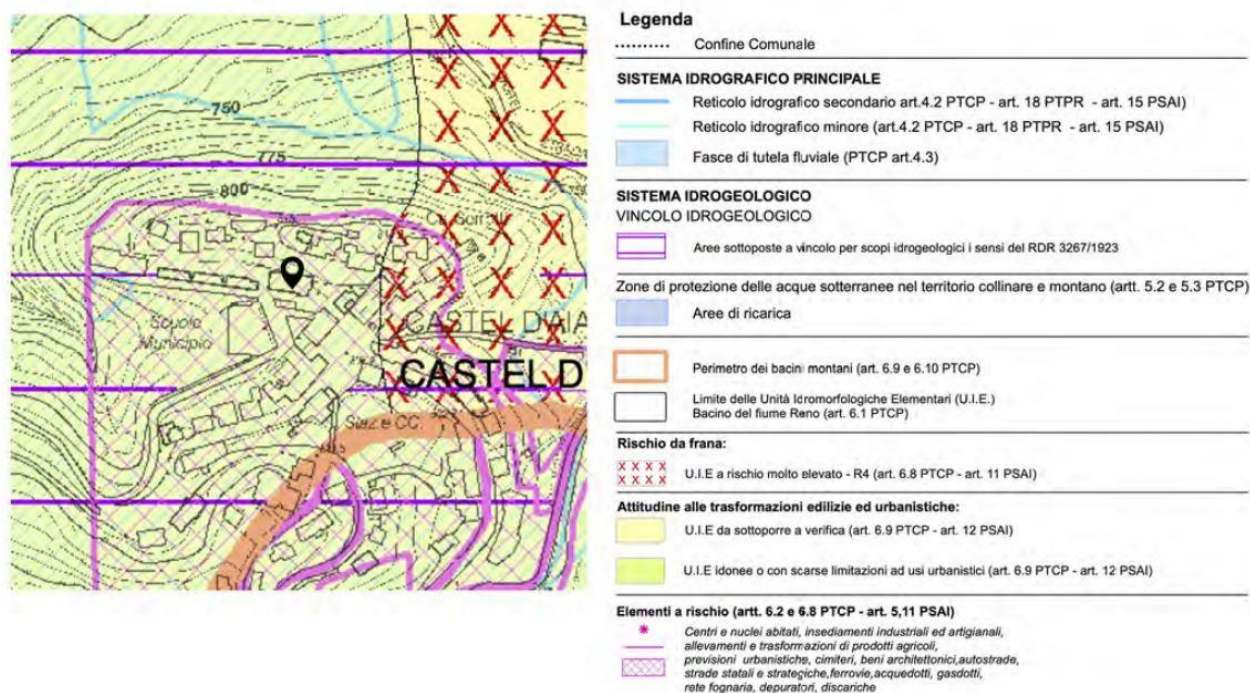 750
775
800
Scuole
Municipio
CASTEL D'AIA
CASTEL D
Staz.e CC.
Legenda
Confine Comunale
SISTEMA IDROGRAFICO PRINCIPALE
Reticolo idrografico secondario art.4.2 PTCP - art. 18 PTPR - art. 15 PSAI)
Reticolo idrografico minore (art.4.2 PTCP - art. 18 PTPR - art. 15 PSAI)
Fasce di tutela fluviale (PTCP art.4.3)
SISTEMA IDROGEOLOGICO
VINCOLO IDROGEOLOGICO
Aree sottoposte a vincolo per scopi idrogeologici i sensi del RDR 3267/1923
Zone di protezione delle acque sotterranee nel territorio collinare e montano (artt. 5.2 e 5.3 PTCP)
Aree di ricarica
Perimetro dei bacini montani (art. 6.9 e 6.10 PTCP)
Limite delle Unità Idromorfologiche Elementari (U.I.E.)
Bacino del fiume Reno (art. 6.1 PTCP)
Rischio da frana:
U.I.E a rischio molto elevato - R4 (art. 6.8 PTCP - art. 11 PSAI)
Attitudine alle trasformazioni edilizie ed urbanistiche:
U.I.E da sottoporre a verifica (art. 6.9 PTCP - art. 12 PSAI)
U.I.E idonee o con scarse limitazioni ad usi urbanistici (art. 6.9 PTCP - art. 12 PSAI)
Elementi a rischio (artt. 6.2 e 6.8 PTCP - art. 5,11 PSAI)
Centri e nuclei abitati, insediamenti industriali ed artigianali,
allevamenti e trasformazioni di prodotti agricoli,
previsioni urbanistiche, cimiteri, beni architettonici,autostrade,
strade statali e strategiche,ferrovie,acquedotti, gasdotti,
rete fognaria, depuratori, discariche